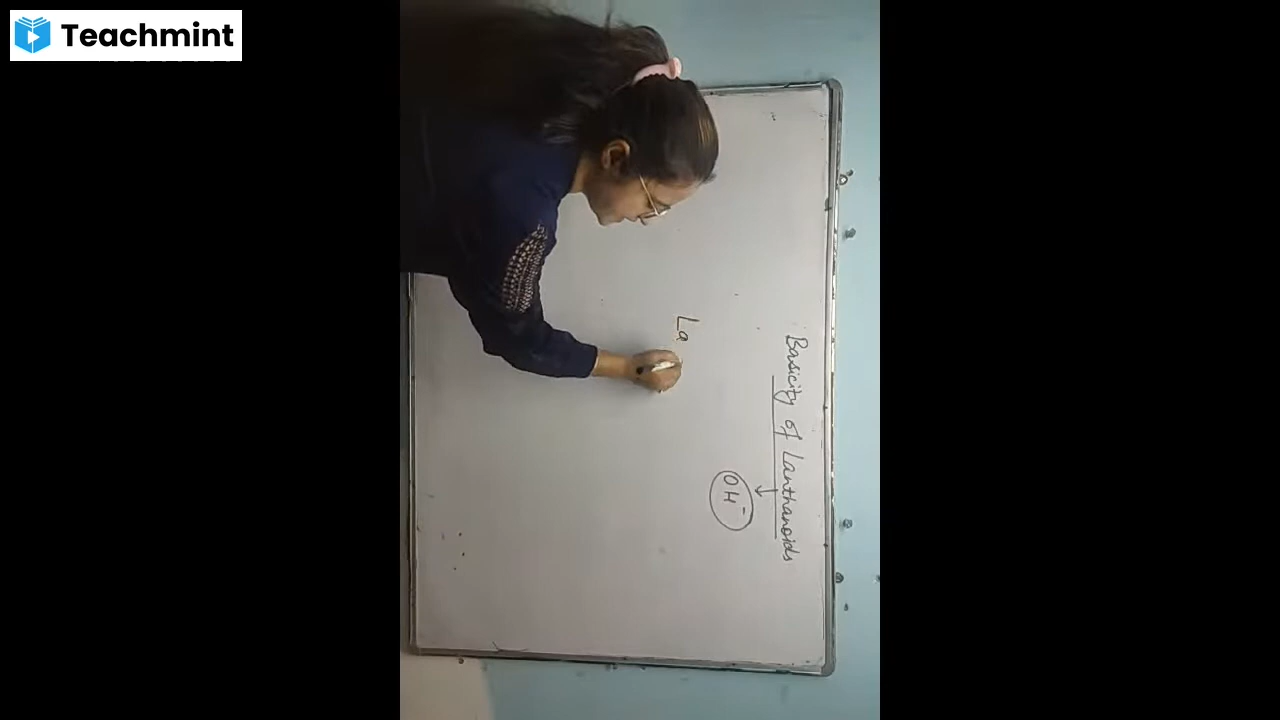 Teachmint
Basicity of Lanthanoids
↓
OH⁻
La